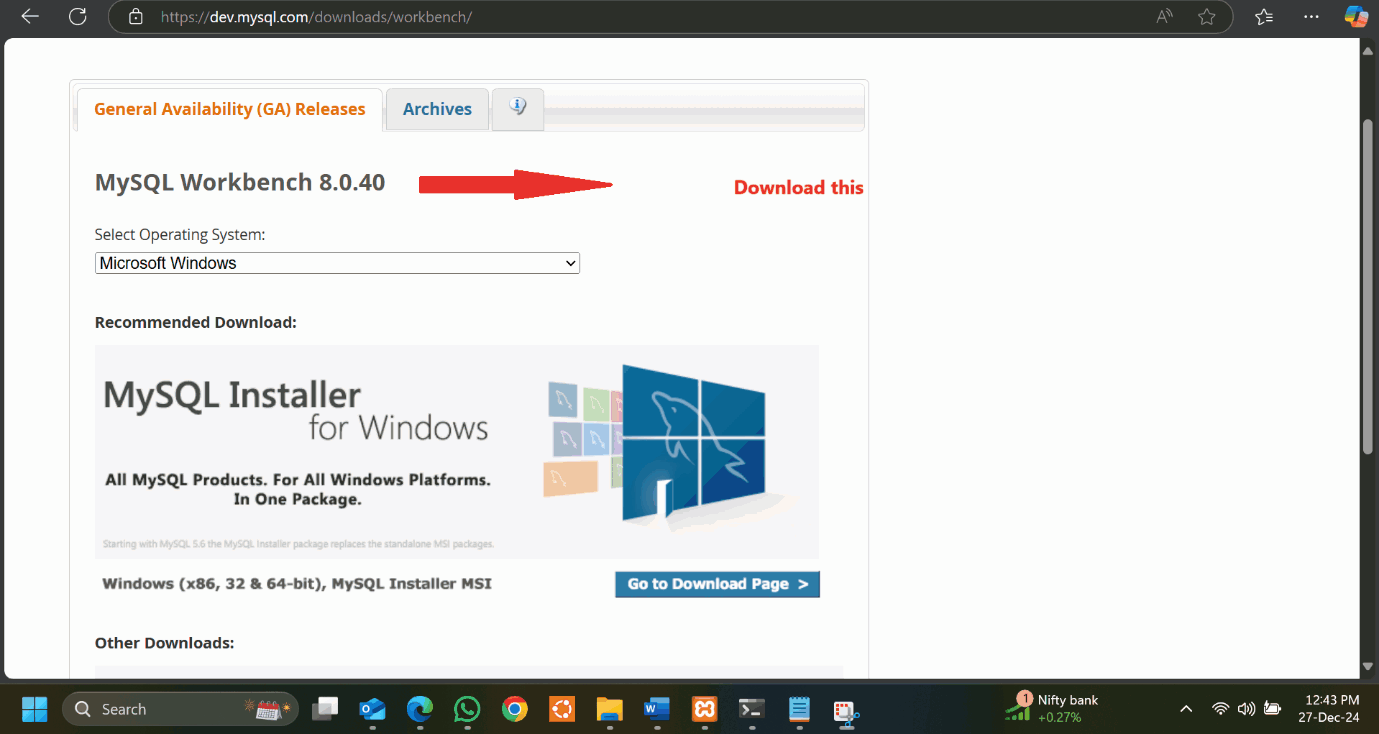 https://dev.mysql.com/downloads/workbench/
General Availability (GA) Releases
Archives
i
MySQL Workbench 8.0.40
Download this
Select Operating System:
Microsoft Windows
Recommended Download:
MySQL Installer
for Windows
All MySQL Products. For All Windows Platforms.
In One Package.
Starting with MySQL 5.6 the MySQL Installer package replaces the standalone MSI packages.
Windows (x86, 32 & 64-bit), MySQL Installer MSI
Go to Download Page >
Other Downloads:
Search
1
Nifty bank
+0.27%
12:43 PM
27-Dec-24